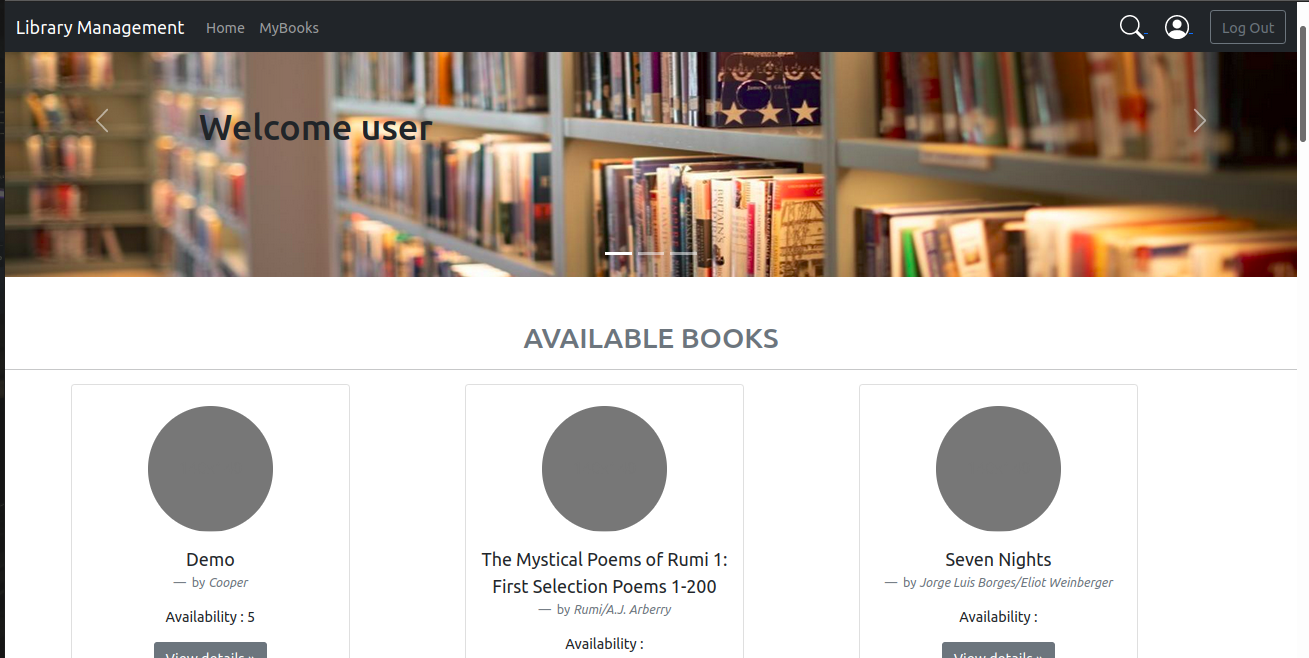 Library Management Home MyBooks Log Out
Welcome user
AVAILABLE BOOKS
Demo
— by Cooper
Availability : 5
View details »
The Mystical Poems of Rumi 1:
First Selection Poems 1-200
— by Rumi/A.J. Arberry
Availability :
Seven Nights
— by Jorge Luis Borges/Eliot Weinberger
Availability :
View details »